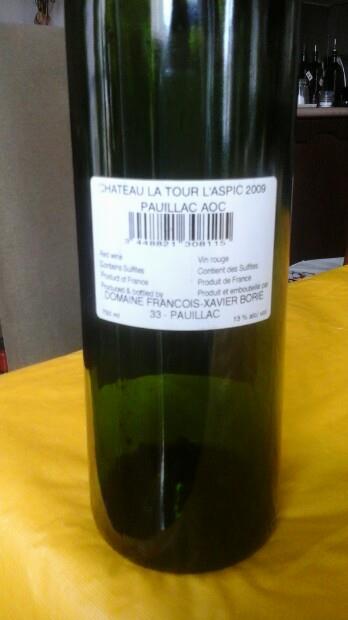 CHATEAU LA TOUR L'ASPIC 2009
PAUILLAC AOC
3 448821 308115
Red wine
Contains Sulfites
Product of France
Produced & bottled by
Vin rouge
Contient des Sulfites
Produit de France
Produit et embouteillé par
DOMAINE FRANCOIS-XAVIER BORIE
33 - PAUILLAC
750 ml
13 % alc/ vol